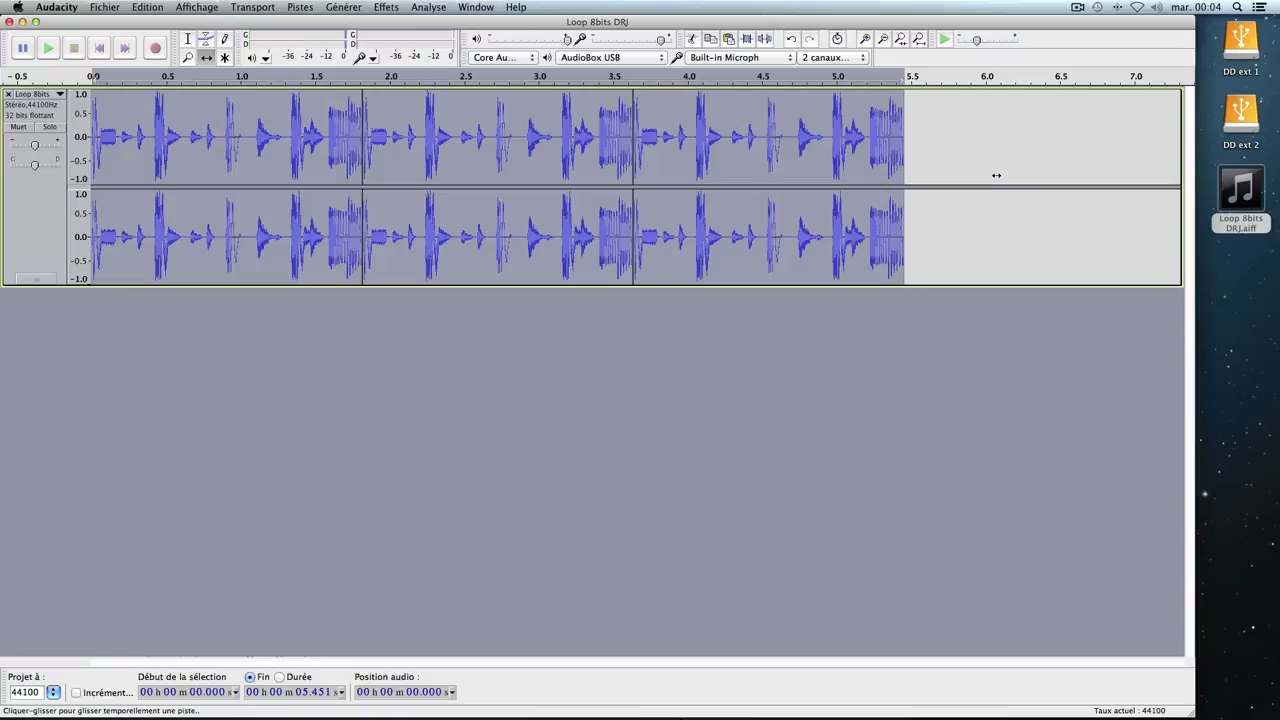 Audacity Fichier Edition Affichage Transport Pistes Générer Effets Analyse Window Help mar. 00:04
Loop 8bits DRJ
G
D
-36 -24 -12 0
-36 -24 -12 0
Core Au... AudioBox USB Built-in Microph 2 canaux...
-0.5 0.0 0.5 1.0 1.5 2.0 2.5 3.0 3.5 4.0 4.5 5.0 5.5 6.0 6.5 7.0
Loop 8bits
Stéréo,44100Hz
32 bits flottant
Muet Solo
- +
G D
1.0
0.5
0.0
-0.5
-1.0
1.0
0.5
0.0
-0.5
-1.0
DD ext 1
DD ext 2
Loop 8bits
DRJ.aiff
Projet à : Début de la sélection Fin Durée Position audio :
44100 Incrément... 00 h 00 m 00.000 s 00 h 00 m 05.451 s 00 h 00 m 00.000 s
Cliquer-glisser pour glisser temporellement une piste.. Taux actuel : 44100